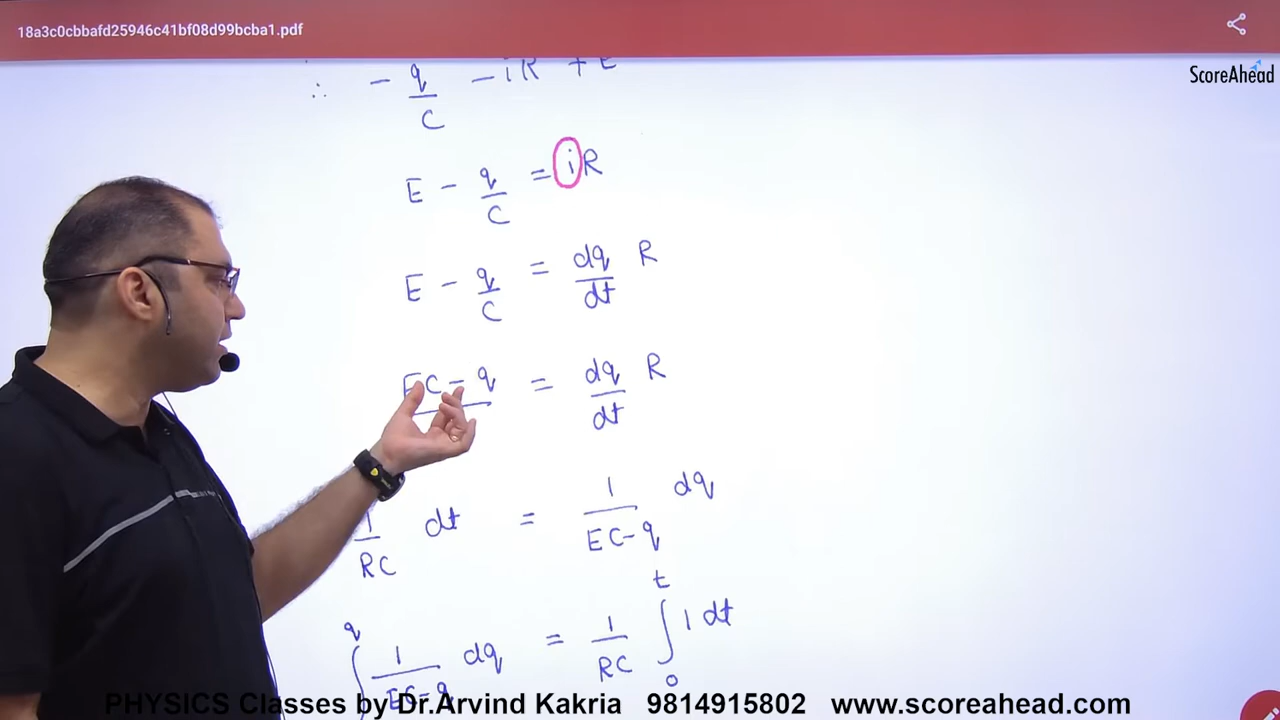 18a3c0cbbafd25946c41bf08d99bcba1.pdf
ScoreAhead
∴ - q/C - iR + E
E - q/C = iR
E - q/C = dq/dt R
EC - q = dq/dt R
1/RC dt = 1/EC-q dq
q t
∫ 1/EC-q dq = 1/RC ∫ 1 dt
0
PHYSICS Classes by Dr.Arvind Kakria 9814915802 www.scoreahead.com